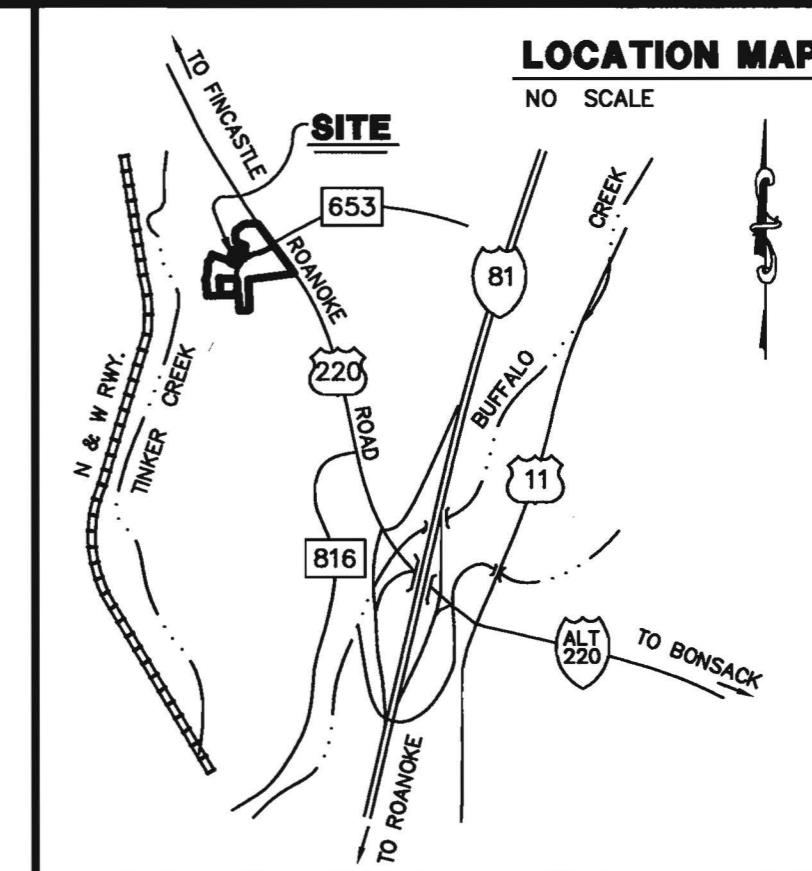 LOCATION MAP
NO SCALE
TO FINCASTLE
SITE
653
ROANOKE
CREEK
81
220
BUFFALO
ROAD
N & W RWY.
TINKER CREEK
11
816
ALT
220
TO BONSACK
TO ROANOKE